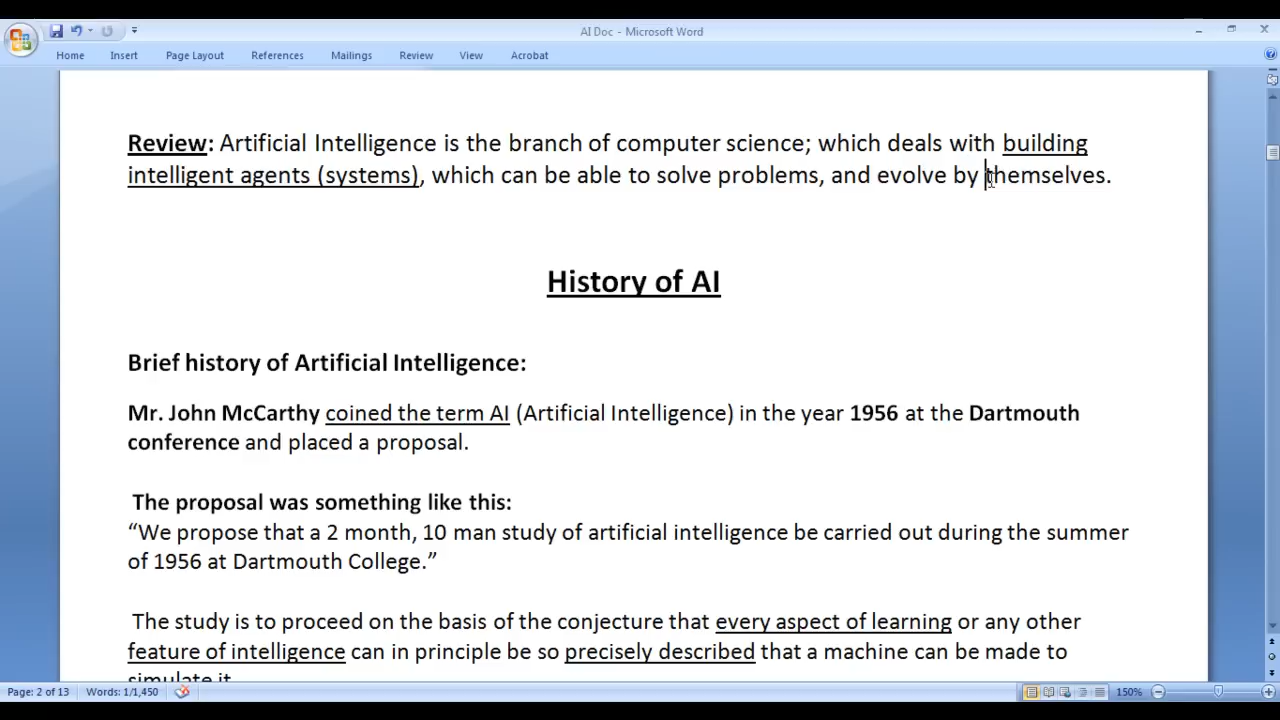 AI Doc - Microsoft Word
Home Insert Page Layout References Mailings Review View Acrobat
Review: Artificial Intelligence is the branch of computer science; which deals with building
intelligent agents (systems), which can be able to solve problems, and evolve by themselves.
History of AI
Brief history of Artificial Intelligence:
Mr. John McCarthy coined the term AI (Artificial Intelligence) in the year 1956 at the Dartmouth
conference and placed a proposal.
The proposal was something like this:
“We propose that a 2 month, 10 man study of artificial intelligence be carried out during the summer
of 1956 at Dartmouth College.”
The study is to proceed on the basis of the conjecture that every aspect of learning or any other
feature of intelligence can in principle be so precisely described that a machine can be made to
simulate it.
Page: 2 of 13 Words: 1/1,450 150%